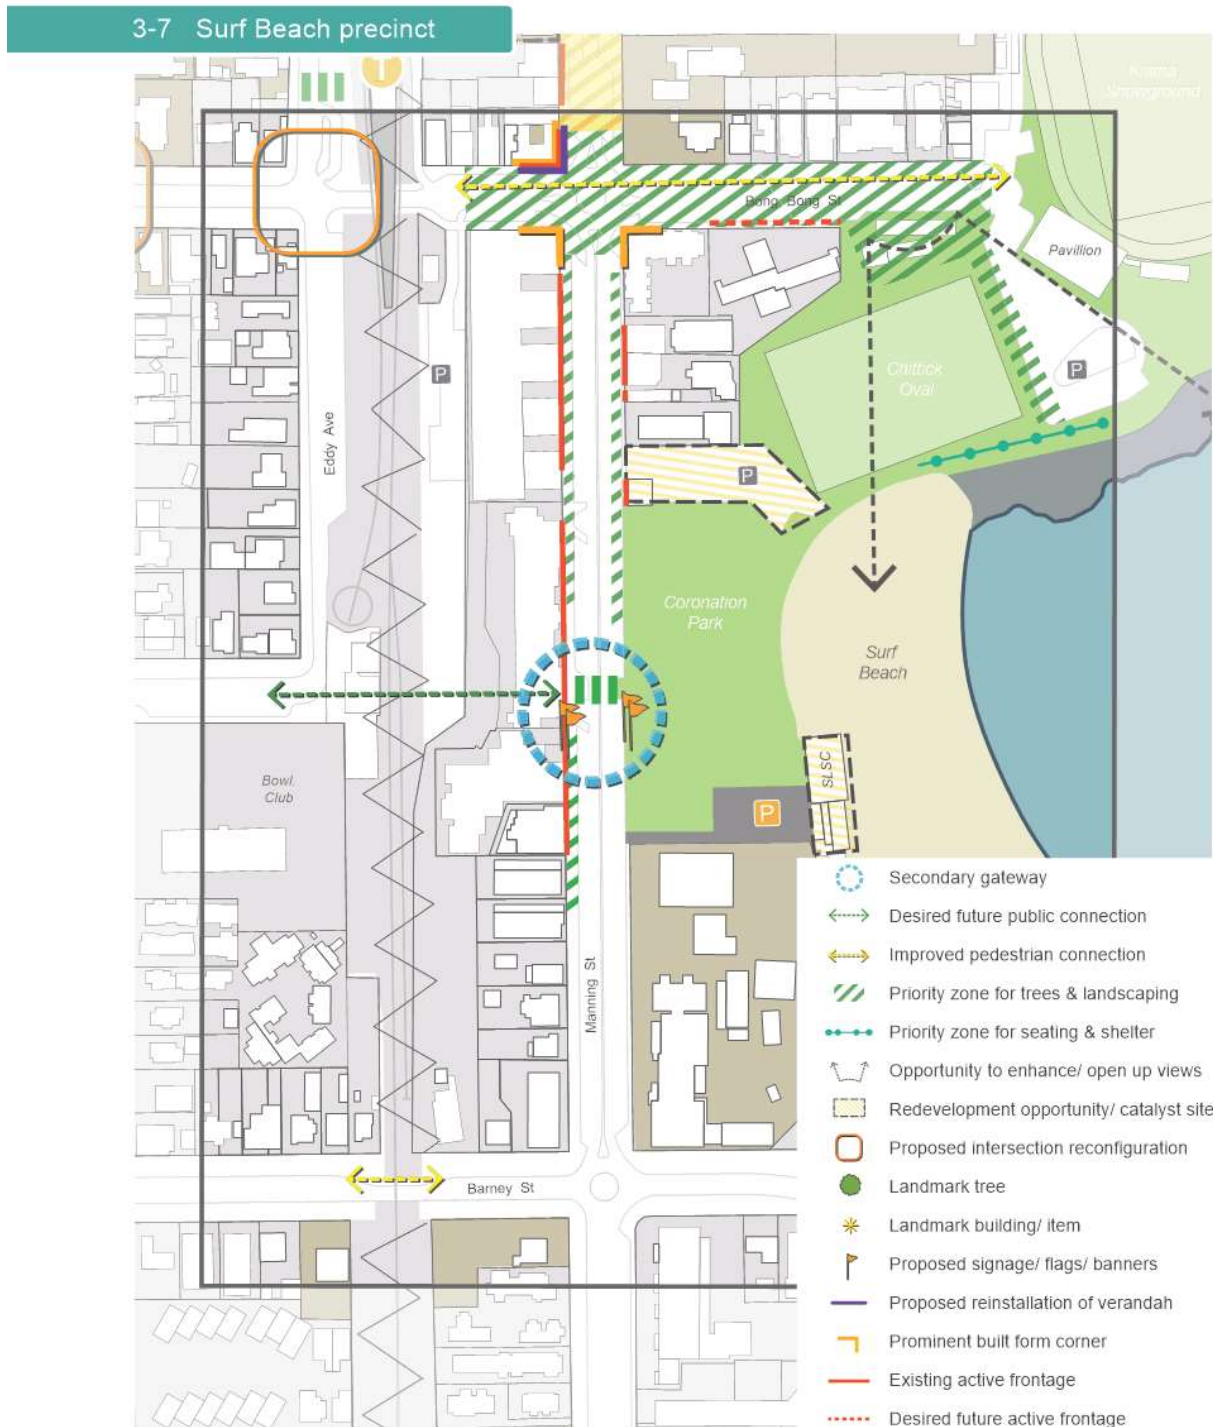 3-7 Surf Beach precinct
T
Kiama
Showground
Bong Bong St
Pavillion
P
Chittick
Oval
P
Eddy Ave
P
Coronation
Park
Surf
Beach
SLSC
Bowl.
Club
P
Manning St
Barney St
Secondary gateway
Desired future public connection
Improved pedestrian connection
Priority zone for trees & landscaping
Priority zone for seating & shelter
Opportunity to enhance/ open up views
Redevelopment opportunity/ catalyst site
Proposed intersection reconfiguration
Landmark tree
Landmark building/ item
Proposed signage/ flags/ banners
Proposed reinstallation of verandah
Prominent built form corner
Existing active frontage
Desired future active frontage